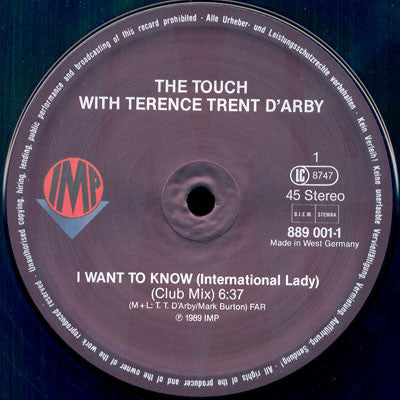 THE TOUCH
WITH TERENCE TRENT D'ARBY
IMP
1
LC 8747
45 Stereo
B.I.E.M. STEMRA
889 001-1
Made in West Germany
I WANT TO KNOW (International Lady)
(Club Mix) 6:37
(M+L: T. T. D'Arby/Mark Burton) FAR
℗ 1989 IMP
All rights of the producer and of the owner of the work reproduced reserved · Unauthorised copying, hiring, lending, public performance and broadcasting of this record prohibited · Alle Urheber- und Leistungsschutzrechte vorbehalten · Kein Verleih! Keine unerlaubte Vervielfältigung, Vermietung, Aufführung, Sendung!